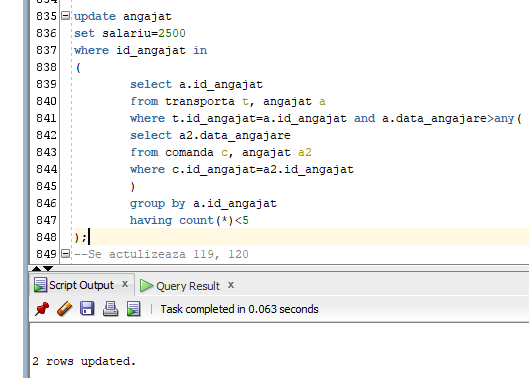 834
835 update angajat
836 set salariu=2500
837 where id_angajat in
838 (
839 select a.id_angajat
840 from transporta t, angajat a
841 where t.id_angajat=a.id_angajat and a.data_angajare>any(
842 select a2.data_angajare
843 from comanda c, angajat a2
844 where c.id_angajat=a2.id_angajat
845 )
846 group by a.id_angajat
847 having count(*)<5
848 );
849 --Se actulizeaza 119, 120
Script Output x Query Result x
Task completed in 0.063 seconds
2 rows updated.